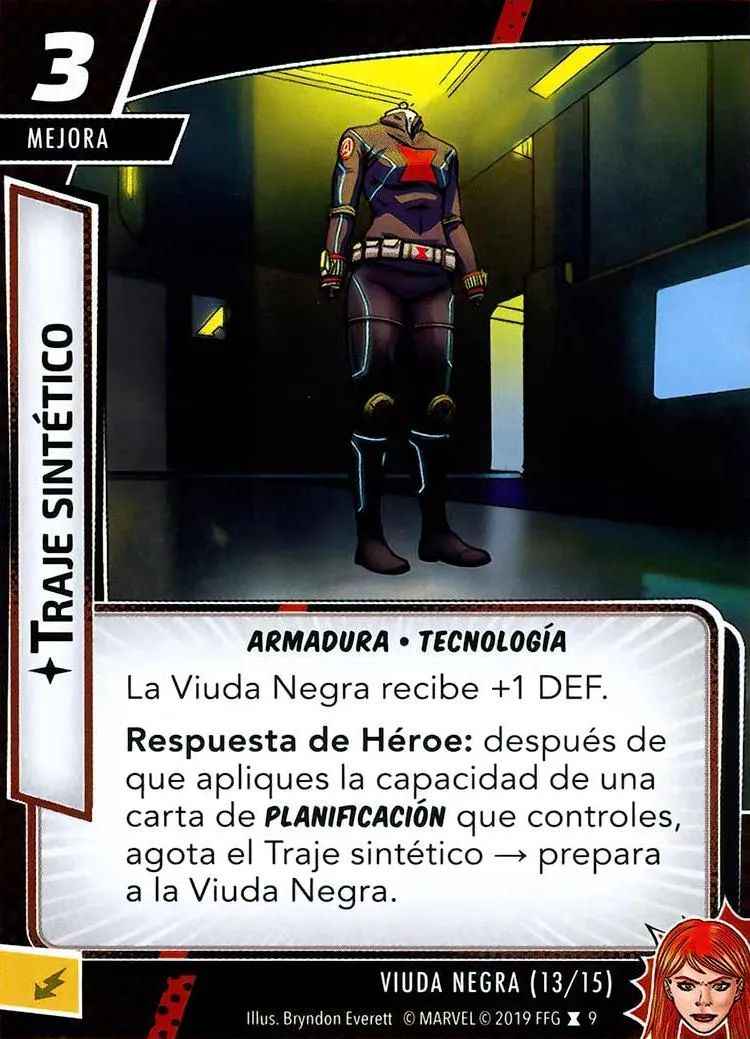 3
MEJORA
TRAJE SINTÉTICO
ARMADURA • TECNOLOGÍA
La Viuda Negra recibe +1 DEF.
Respuesta de Héroe: después de
que apliques la capacidad de una
carta de PLANIFICACIÓN que controles,
agota el Traje sintético → prepara
a la Viuda Negra.
VIUDA NEGRA (13/15)
Illus. Bryndon Everett © MARVEL © 2019 FFG 9